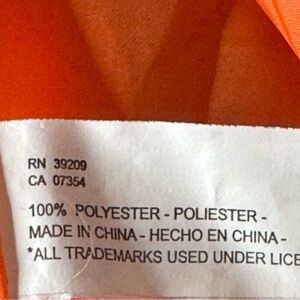 RN 39209
CA 07354
100% POLYESTER - POLIESTER -
MADE IN CHINA - HECHO EN CHINA -
*ALL TRADEMARKS USED UNDER LICE